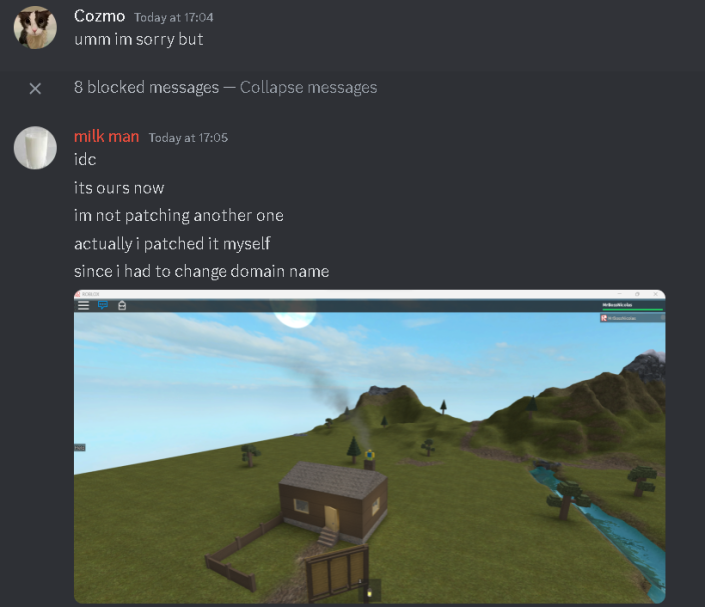 Cozmo Today at 17:04
umm im sorry but
8 blocked messages — Collapse messages
milk man Today at 17:05
idc
its ours now
im not patching another one
actually i patched it myself
since i had to change domain name